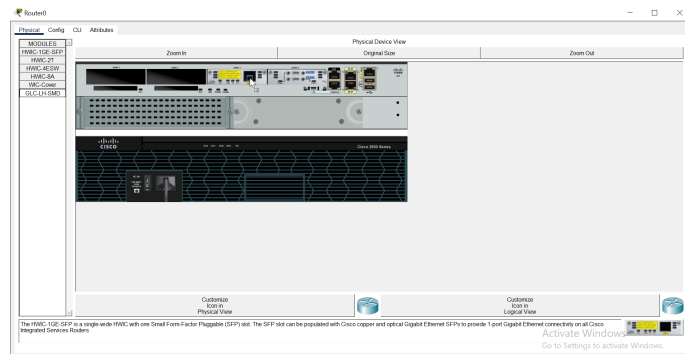 Router0
Physical Config CLI Attributes
MODULES
HWIC-1GE-SFP
HWIC-2T
HWIC-4ESW
HWIC-8A
WIC-Cover
GLC-LH-SMD
Physical Device View
Zoom In Original Size Zoom Out
CISCO
Cisco 2900 Series
Customize
Icon in
Physical View
Customize
Icon in
Logical View
The HWIC-1GE-SFP is a single-wide HWIC with one Small Form-Factor Pluggable (SFP) slot. The SFP slot can be populated with Cisco copper and optical Gigabit Ethernet SFPs to provide 1-port Gigabit Ethernet connectivity on all Cisco
Integrated Services Routers
Activate Windows
Go to Settings to activate Windows.